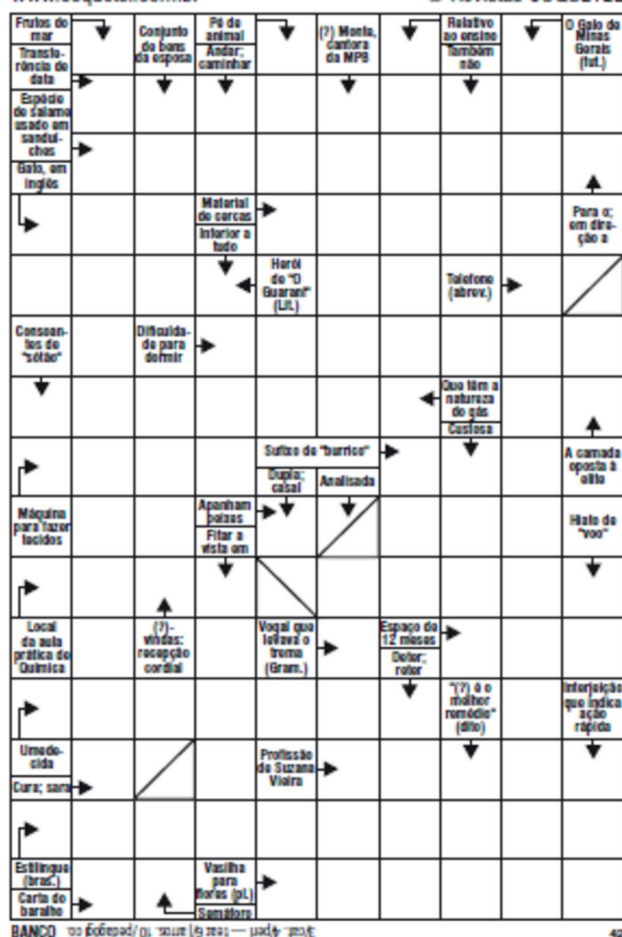 Frutos do
mar
Transfe-
rência de
data
Espécie
de salame
usado em
sanduí-
ches
Gato, em
inglês
Conjunto
de bens
da esposa
Pé de
animal
Andar;
caminhar
(?) Monte,
cantora
da MPB
Relativo
ao ensino
Também
não
O Galo de
Minas
Gerais
(fut.)
Material
de cercas
Inferior a
tudo
Para o;
em dire-
ção a
Herói
de "O
Guarani"
(Lit.)
Telefone
(abrev.)
Consoan-
tes de
"sótão"
Dificulda-
de para
dormir
Que têm a
natureza
do gás
Custosa
Sufixo de "burrico"
Dupla;
casal
Analisada
A camada
oposta à
elite
Máquina
para fazer
tecidos
Apanham
peixes
Fitar a
vista em
Hiato de
"voo"
Local
da aula
prática de
Química
(?)-
vindas:
recepção
cordial
Vogal que
levava o
trema
(Gram.)
Espaço de
12 meses
Deter;
reter
"(?) é o
melhor
remédio"
(dito)
Interjeição
que indica
ação
rápida
Umede-
cida
Cura; sara
Profissão
de Suzana
Vieira
Estilingue
(bras.)
Carta do
baralho
Vasilha
para
flores (pl.)
Semáforo
BANCO